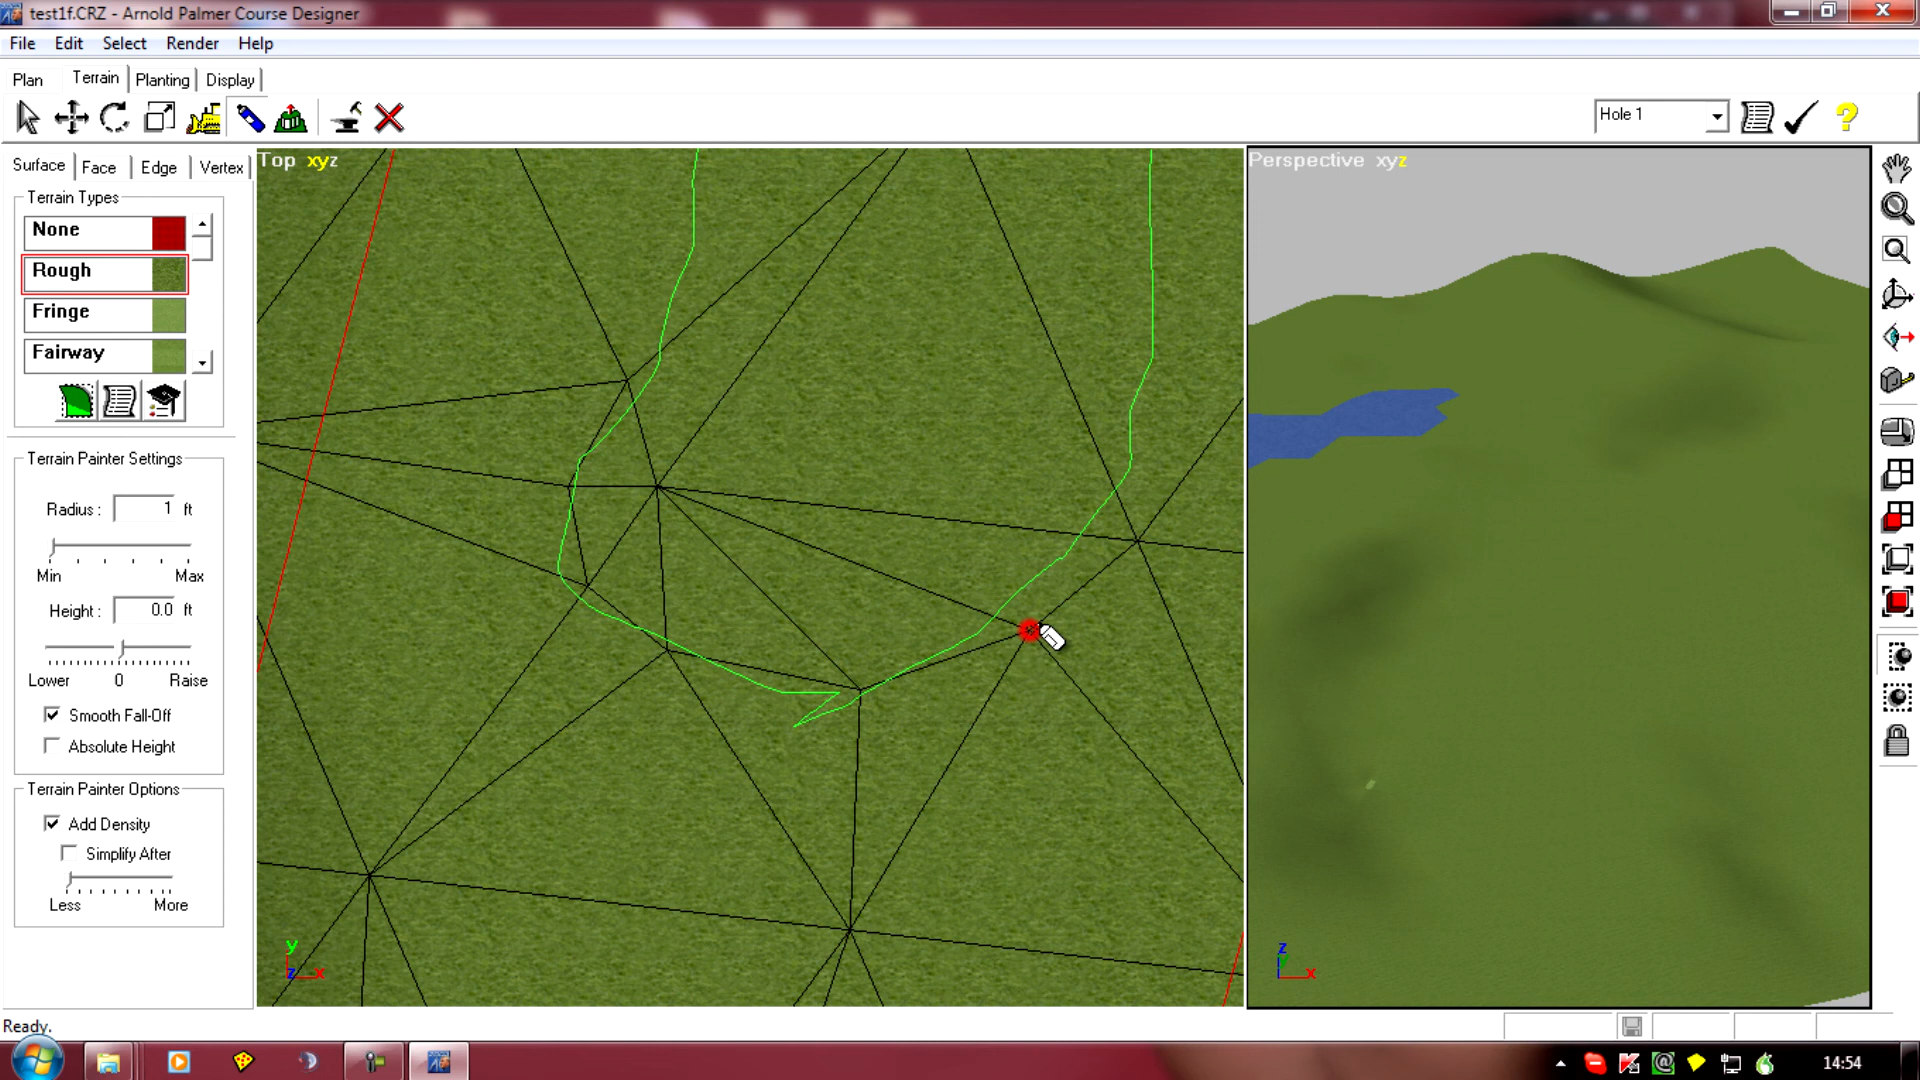 test1f.CRZ - Arnold Palmer Course Designer
File Edit Select Render Help
Plan Terrain Planting Display
Hole 1
Surface Face Edge Vertex
Terrain Types
None
Rough
Fringe
Fairway
Terrain Painter Settings
Radius : 1 ft
Min Max
Height : 0.0 ft
Lower 0 Raise
Smooth Fall-Off
Absolute Height
Terrain Painter Options
Add Density
Simplify After
Less More
Top xyz
y
z x
Perspective xyz
z
y x
Ready.
14:54